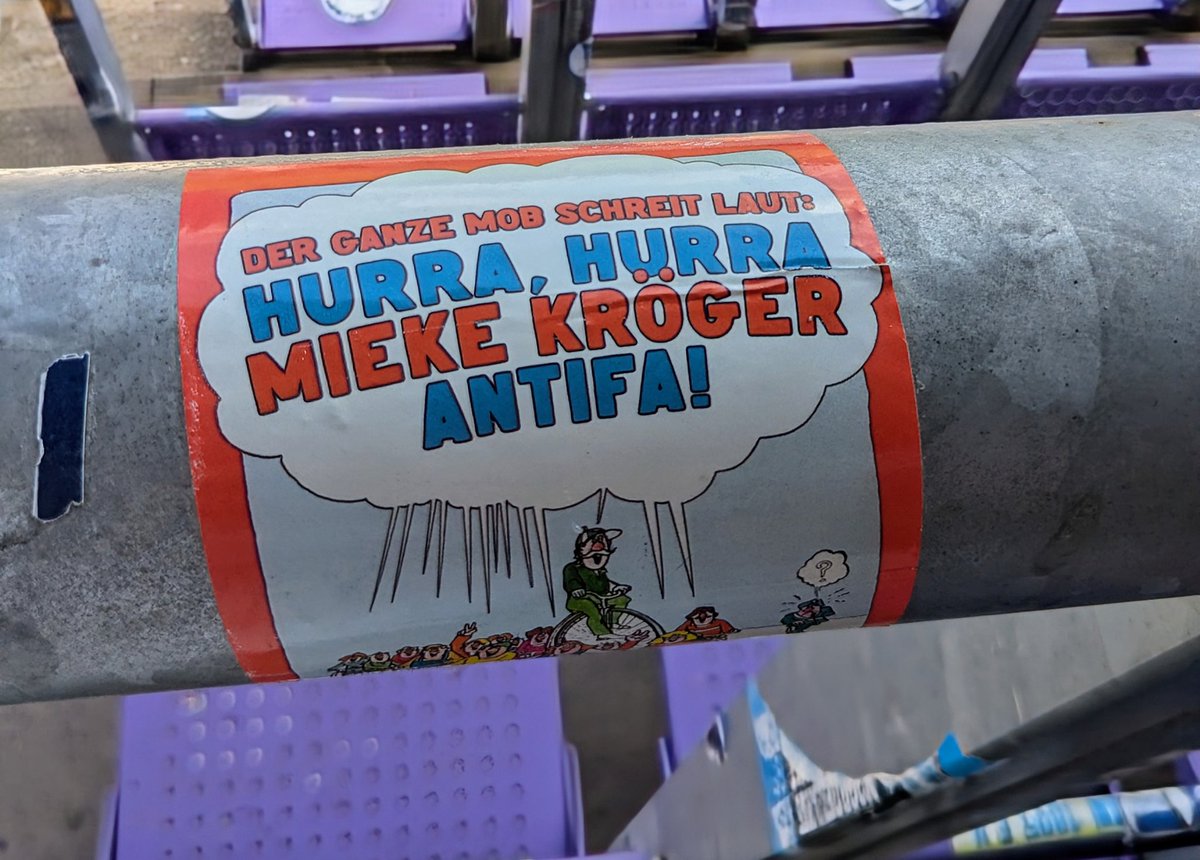 DER GANZE MOB SCHREIT LAUT:
HURRA, HURRA
MIEKE KRÖGER
ANTIFA!
?